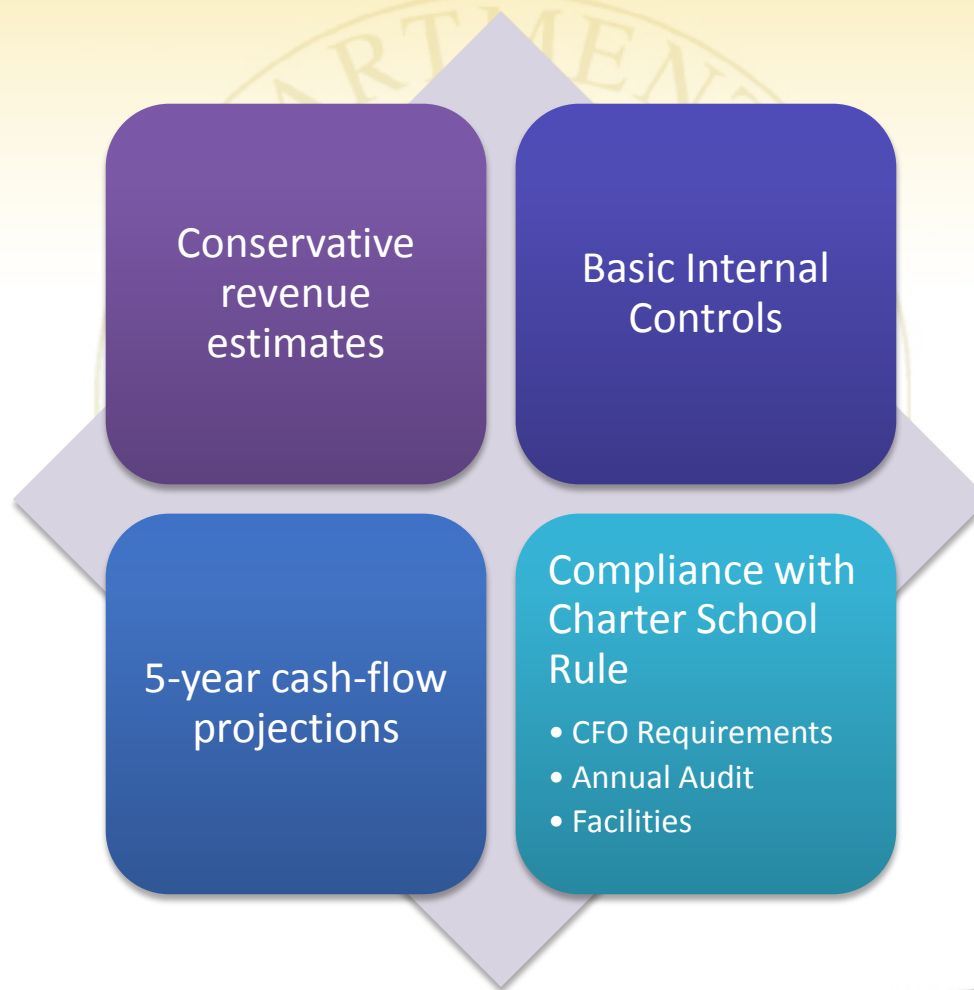 ARTMENT
Conservative
revenue
estimates
Basic Internal
Controls
5-year cash-flow
projections
Compliance with
Charter School
Rule
• CFO Requirements
• Annual Audit
• Facilities